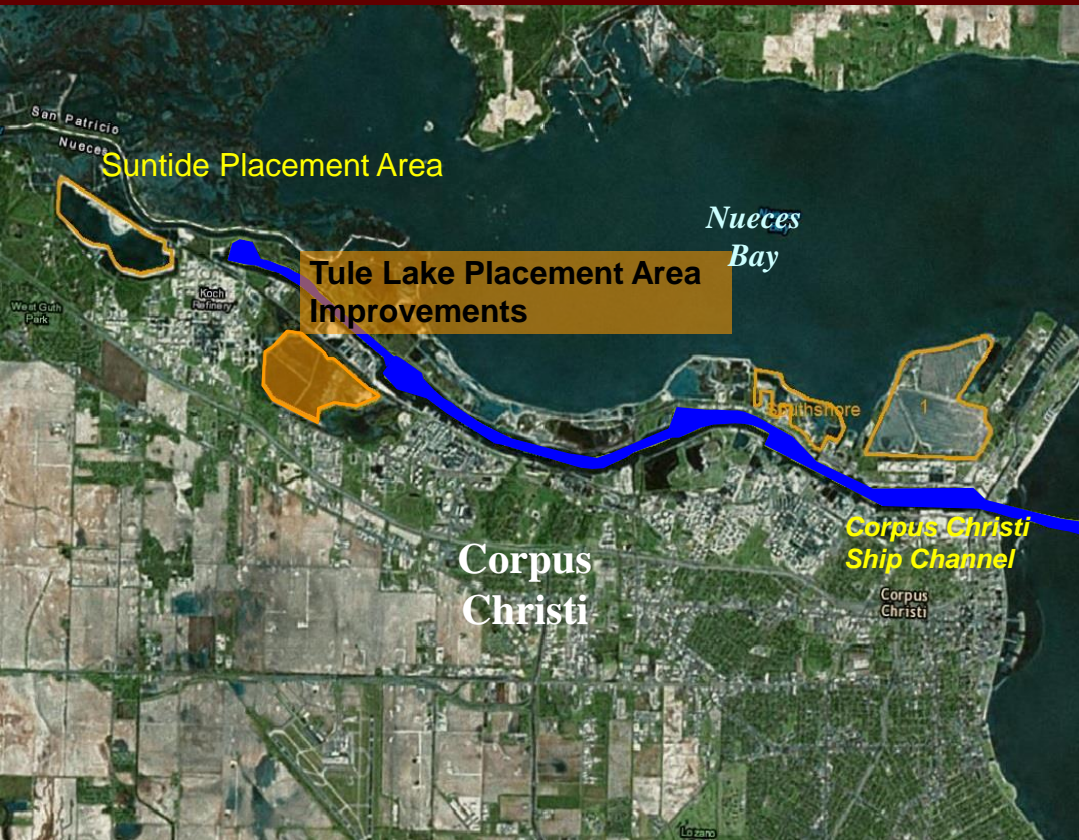 San Patricio
Nueces
Suntide Placement Area
Nueces
Bay
Tule Lake Placement Area
Improvements
Koch
Refinery
West Guth
Park
Southshore
1
Corpus Christi
Ship Channel
Corpus
Christi
Corpus
Christi
Lozano